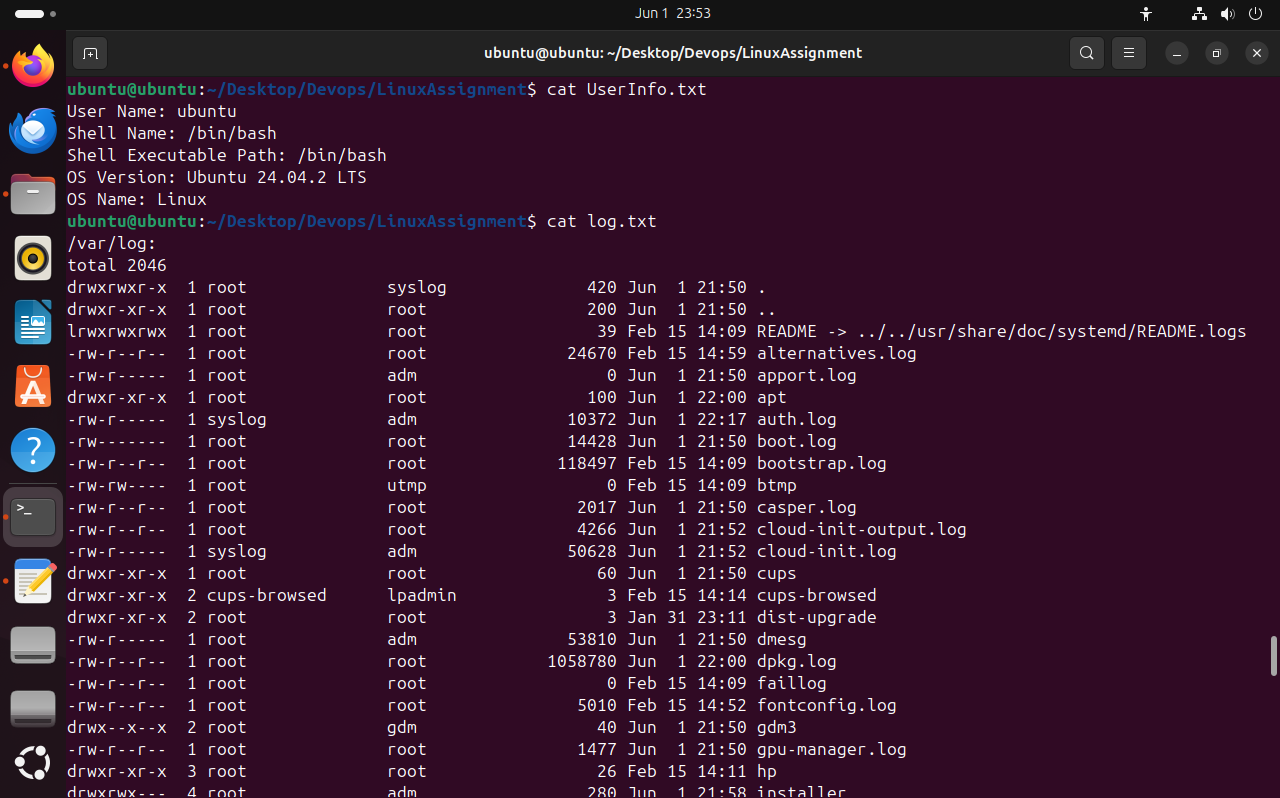 Jun 1 23:53
ubuntu@ubuntu: ~/Desktop/Devops/LinuxAssignment
ubuntu@ubuntu:~/Desktop/Devops/LinuxAssignment$ cat UserInfo.txt
User Name: ubuntu
Shell Name: /bin/bash
Shell Executable Path: /bin/bash
OS Version: Ubuntu 24.04.2 LTS
OS Name: Linux
ubuntu@ubuntu:~/Desktop/Devops/LinuxAssignment$ cat log.txt
/var/log:
total 2046
drwxrwxr-x  1 root          syslog              420 Jun  1 21:50 .
drwxr-xr-x  1 root          root                200 Jun  1 21:50 ..
lrwxrwxrwx  1 root          root                 39 Feb 15 14:09 README -> ../../usr/share/doc/systemd/README.logs
-rw-r--r--  1 root          root              24670 Feb 15 14:59 alternatives.log
-rw-r-----  1 root          adm                   0 Jun  1 21:50 apport.log
drwxr-xr-x  1 root          root                100 Jun  1 22:00 apt
-rw-r-----  1 syslog        adm               10372 Jun  1 22:17 auth.log
-rw-------  1 root          root              14428 Jun  1 21:50 boot.log
-rw-r--r--  1 root          root             118497 Feb 15 14:09 bootstrap.log
-rw-rw----  1 root          utmp                  0 Feb 15 14:09 btmp
-rw-r--r--  1 root          root               2017 Jun  1 21:50 casper.log
-rw-r--r--  1 root          root               4266 Jun  1 21:52 cloud-init-output.log
-rw-r-----  1 syslog        adm               50628 Jun  1 21:52 cloud-init.log
drwxr-xr-x  1 root          root                 60 Jun  1 21:50 cups
drwxr-xr-x  2 cups-browsed  lpadmin               3 Feb 15 14:14 cups-browsed
drwxr-xr-x  2 root          root                  3 Jan 31 23:11 dist-upgrade
-rw-r-----  1 root          adm               53810 Jun  1 21:50 dmesg
-rw-r--r--  1 root          root            1058780 Jun  1 22:00 dpkg.log
-rw-r--r--  1 root          root                  0 Feb 15 14:09 faillog
-rw-r--r--  1 root          root               5010 Feb 15 14:52 fontconfig.log
drwx--x--x  2 root          gdm                  40 Jun  1 21:50 gdm3
-rw-r--r--  1 root          root               1477 Jun  1 21:50 gpu-manager.log
drwxr-xr-x  3 root          root                 26 Feb 15 14:11 hp
drwxrwx---  4 root          adm                 280 Jun  1 21:58 installer